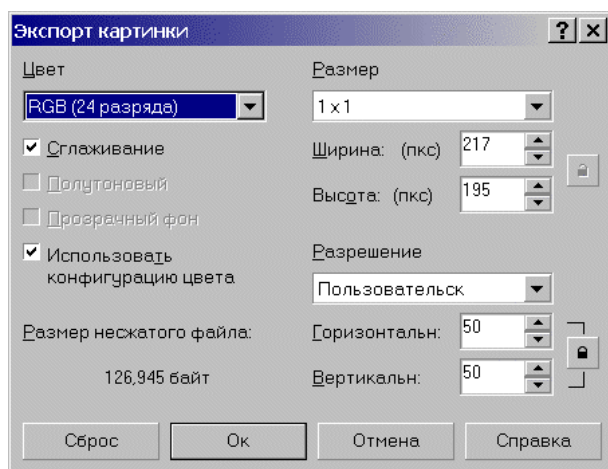 Экспорт картинки
Цвет
RGB (24 разряда)
Сглаживание
Полутоновый
Прозрачный фон
Использовать
конфигурацию цвета
Размер несжатого файла:
126,945 байт
Размер
1 x 1
Ширина: (пкс) 217
Высота: (пкс) 195
Разрешение
Пользовательск
Горизонтальн: 50
Вертикальн: 50
Сброс Ок Отмена Справка